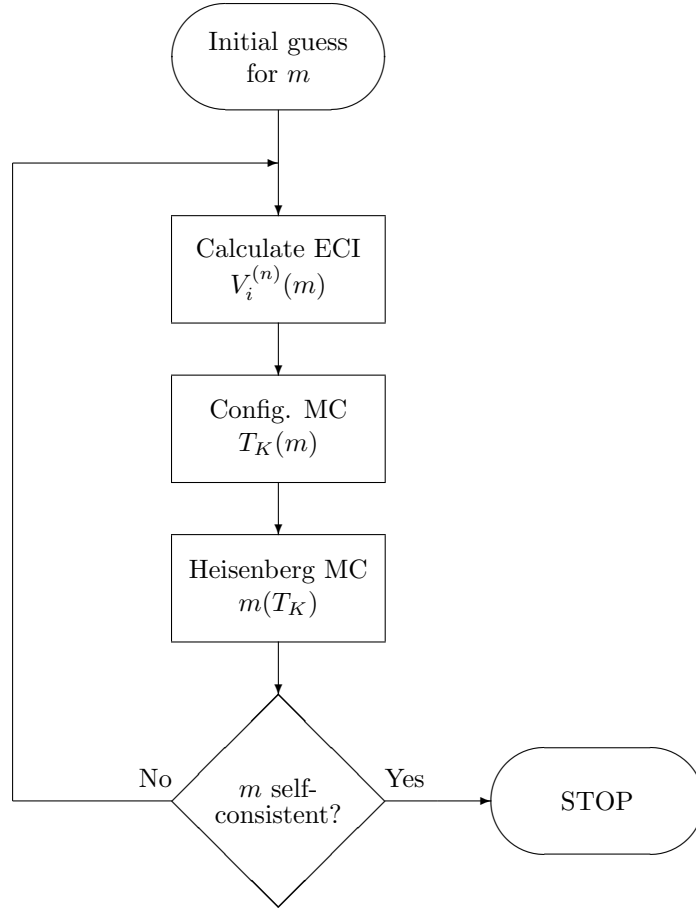 Initial guess
for m
Calculate ECI
V_i^{(n)}(m)
Config. MC
T_K(m)
Heisenberg MC
m(T_K)
No
m self-
consistent?
Yes
STOP